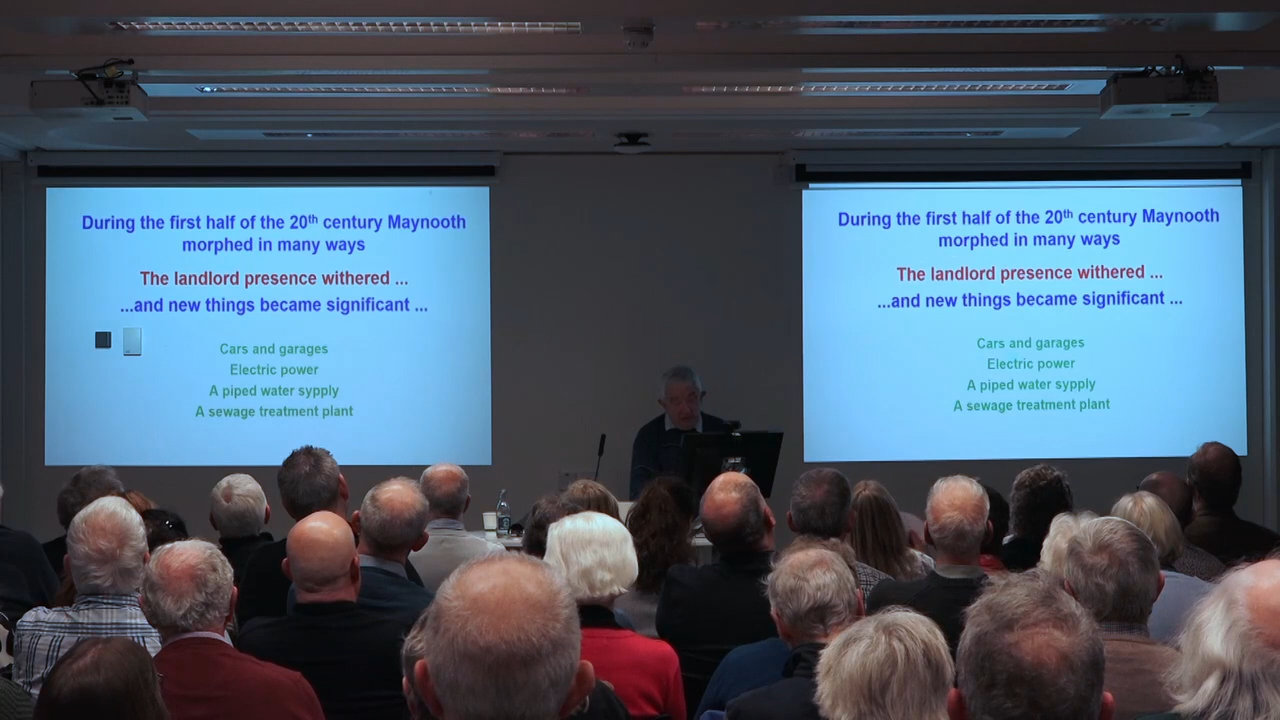 During the first half of the 20th century Maynooth
morphed in many ways
The landlord presence withered ...
...and new things became significant ...
Cars and garages
Electric power
A piped water sypply
A sewage treatment plant
During the first half of the 20th century Maynooth
morphed in many ways
The landlord presence withered ...
...and new things became significant ...
Cars and garages
Electric power
A piped water sypply
A sewage treatment plant